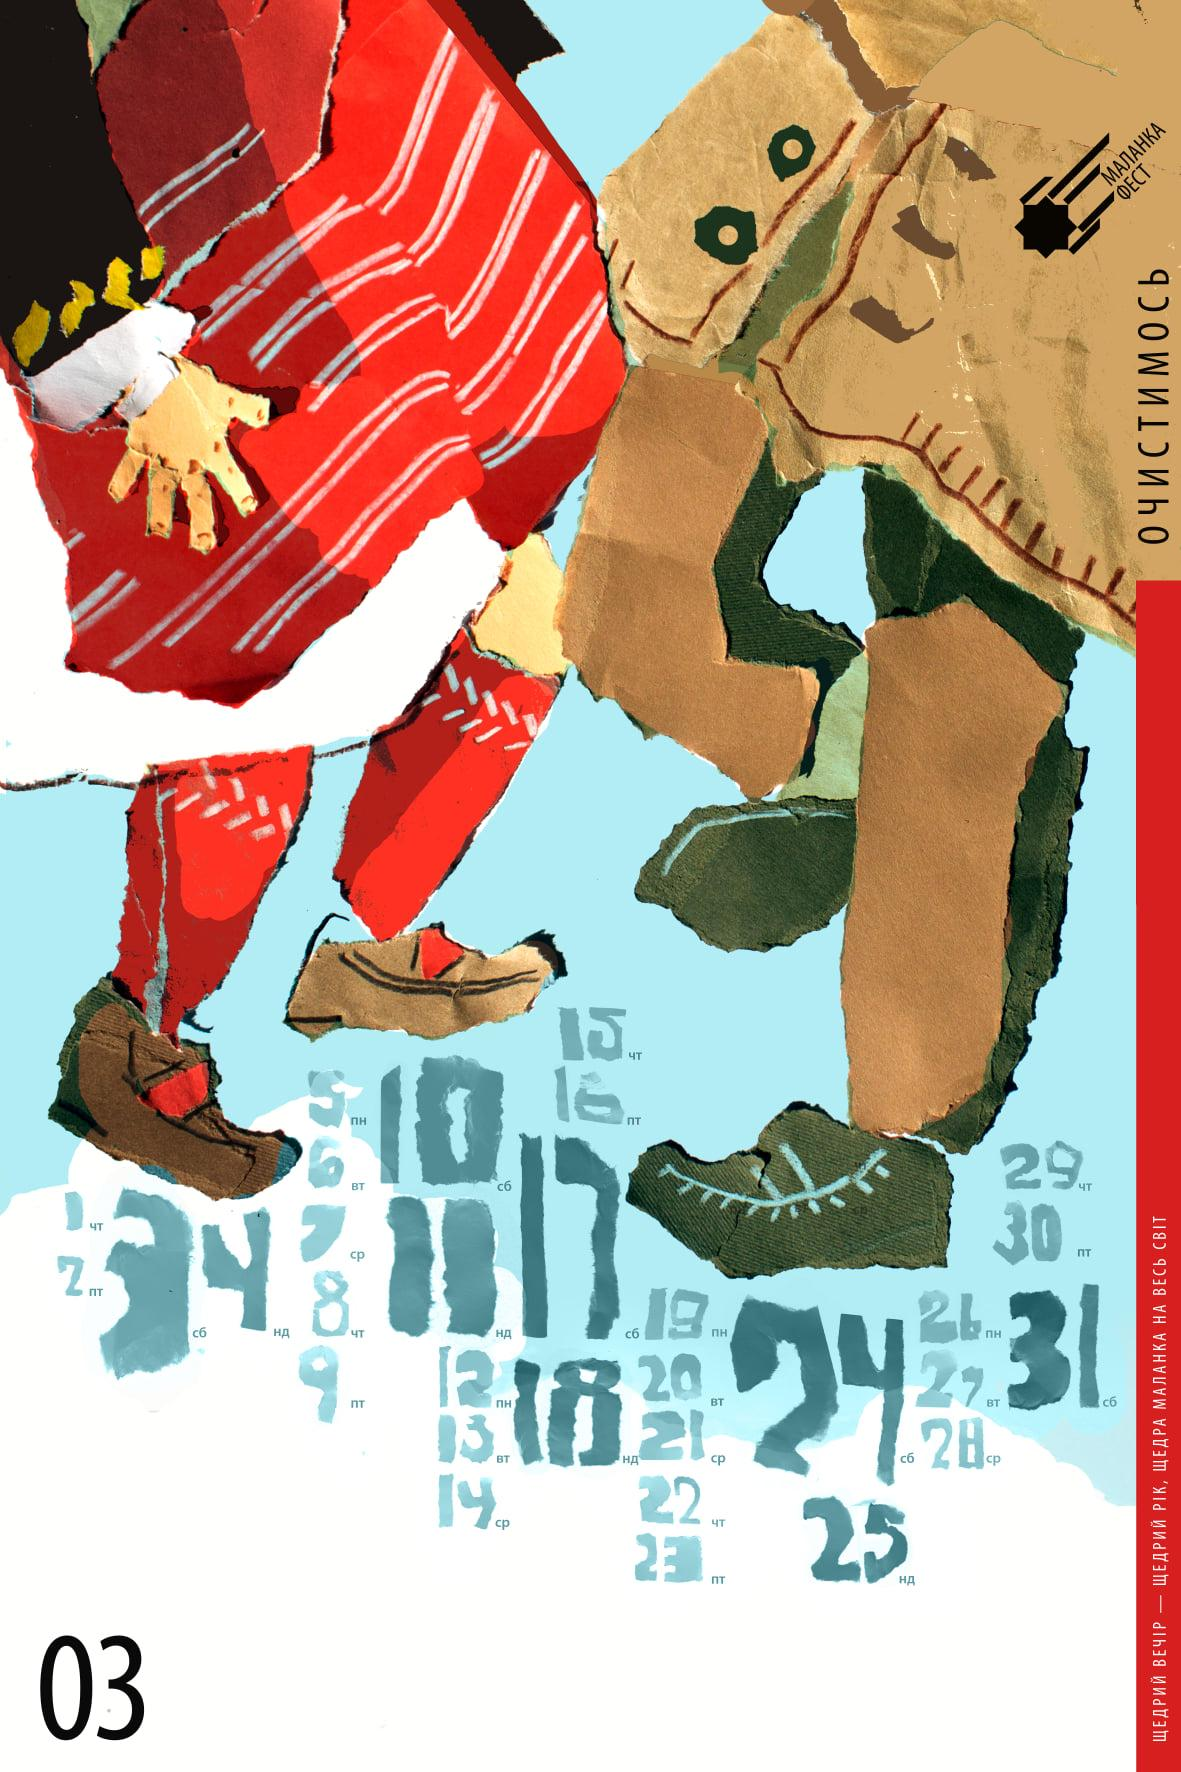 МАЛАНКА
ФЕСТ
ОЧИСТИМОСЬ
1 чт
2 пт
3 сб
4 нд
5 пн
6 вт
7 ср
8 чт
9 пт
10 сб
11 нд
12 пн
13 вт
14 ср
15 чт
16 пт
17 сб
18 нд
19 пн
20 вт
21 ср
22 чт
23 пт
24 сб
25 нд
26 пн
27 вт
28 ср
29 чт
30 пт
31 сб
03
ЩЕДРИЙ ВЕЧІР — ЩЕДРИЙ РІК, ЩЕДРА МАЛАНКА НА ВЕСЬ СВІТ